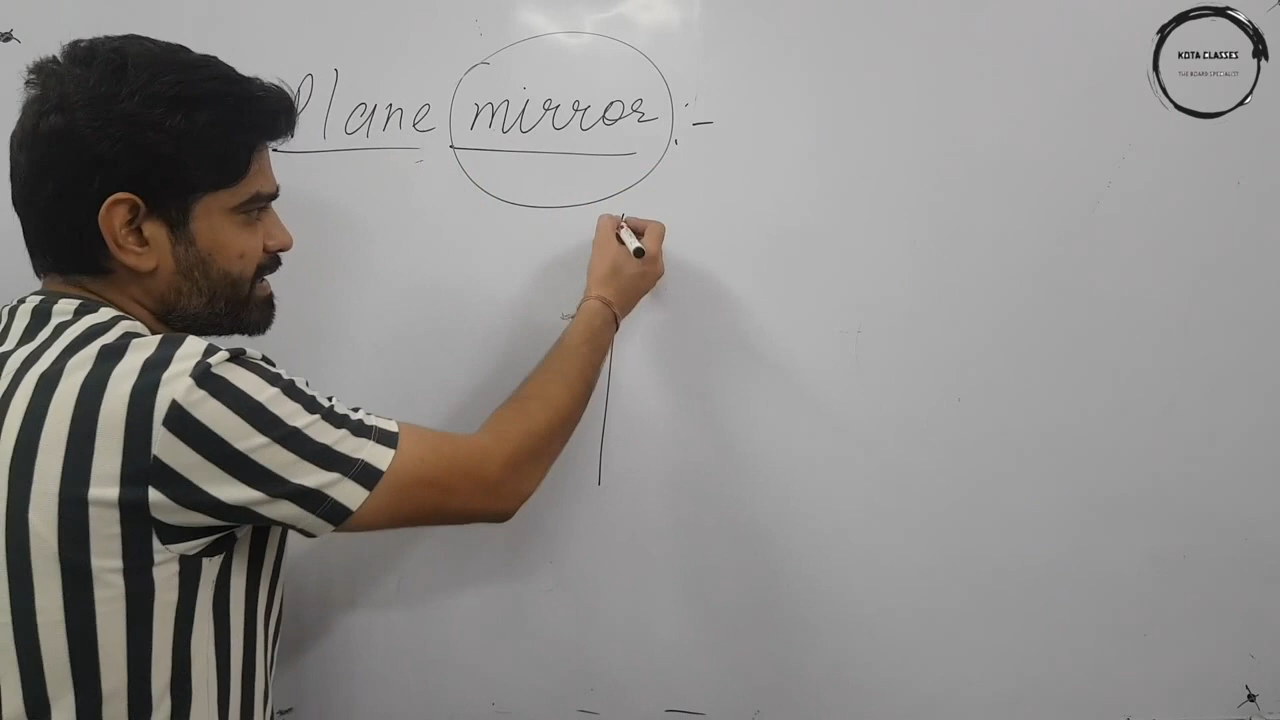 Plane mirror :-
KOTA CLASSES
THE BOARD SPECIALIST